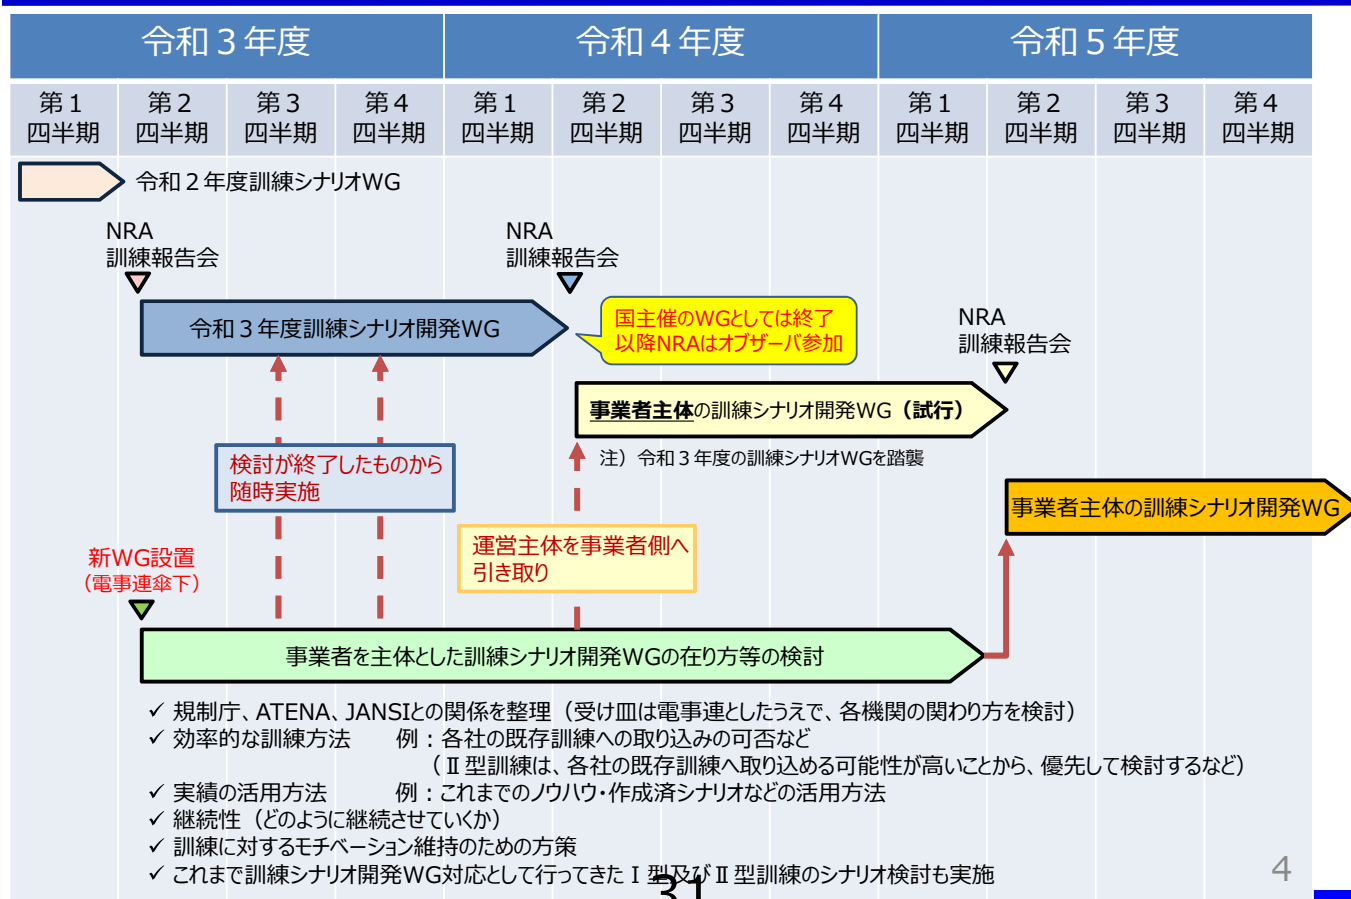 令和３年度 令和４年度 令和５年度
第１四半期 第２四半期 第３四半期 第４四半期 第１四半期 第２四半期 第３四半期 第４四半期 第１四半期 第２四半期 第３四半期 第４四半期
令和２年度訓練シナリオWG
NRA
訓練報告会
NRA
訓練報告会
令和３年度訓練シナリオ開発WG
国主催のWGとしては終了
以降NRAはオブザーバ参加
NRA
訓練報告会
事業者主体の訓練シナリオ開発WG（試行）
注）令和３年度の訓練シナリオWGを踏襲
検討が終了したものから
随時実施
事業者主体の訓練シナリオ開発WG
運営主体を事業者側へ
引き取り
新WG設置
（電事連傘下）
事業者を主体とした訓練シナリオ開発WGの在り方等の検討
✓ 規制庁、ATENA、JANSIとの関係を整理（受け皿は電事連としたうえで、各機関の関わり方を検討）
✓ 効率的な訓練方法 例：各社の既存訓練への取り込みの可否など
（Ⅱ型訓練は、各社の既存訓練へ取り込める可能性が高いことから、優先して検討するなど）
✓ 実績の活用方法 例：これまでのノウハウ・作成済シナリオなどの活用方法
✓ 継続性（どのように継続させていくか）
✓ 訓練に対するモチベーション維持のための方策
✓ これまで訓練シナリオ開発WG対応として行ってきたⅠ型及びⅡ型訓練のシナリオ検討も実施
4
31